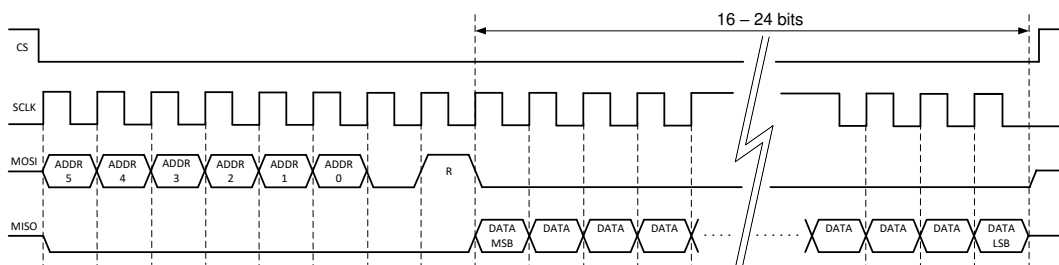 16 – 24 bits
CS
SCLK
MOSI
ADDR 5
ADDR 4
ADDR 3
ADDR 2
ADDR 1
ADDR 0
R
MISO
DATA MSB
DATA
DATA
DATA
DATA
DATA
DATA
DATA LSB